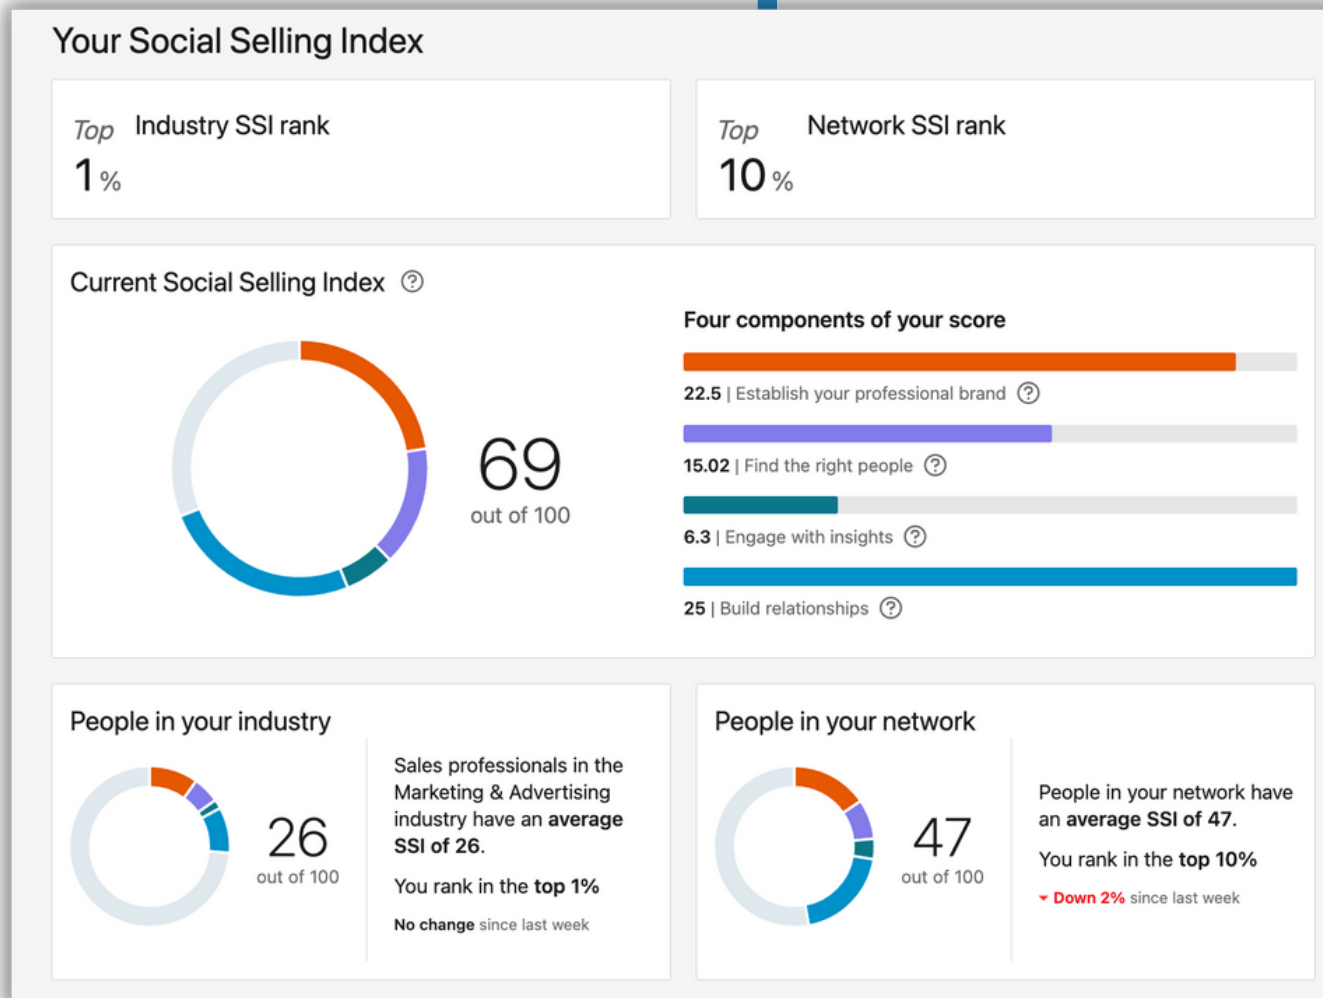 Your Social Selling Index
Top Industry SSI rank
1 %
Top Network SSI rank
10 %
Current Social Selling Index ?
69
out of 100
Four components of your score
22.5 | Establish your professional brand ?
15.02 | Find the right people ?
6.3 | Engage with insights ?
25 | Build relationships ?
People in your industry
26
out of 100
Sales professionals in the
Marketing & Advertising
industry have an average
SSI of 26.
You rank in the top 1%
No change since last week
People in your network
47
out of 100
People in your network have
an average SSI of 47.
You rank in the top 10%
Down 2% since last week